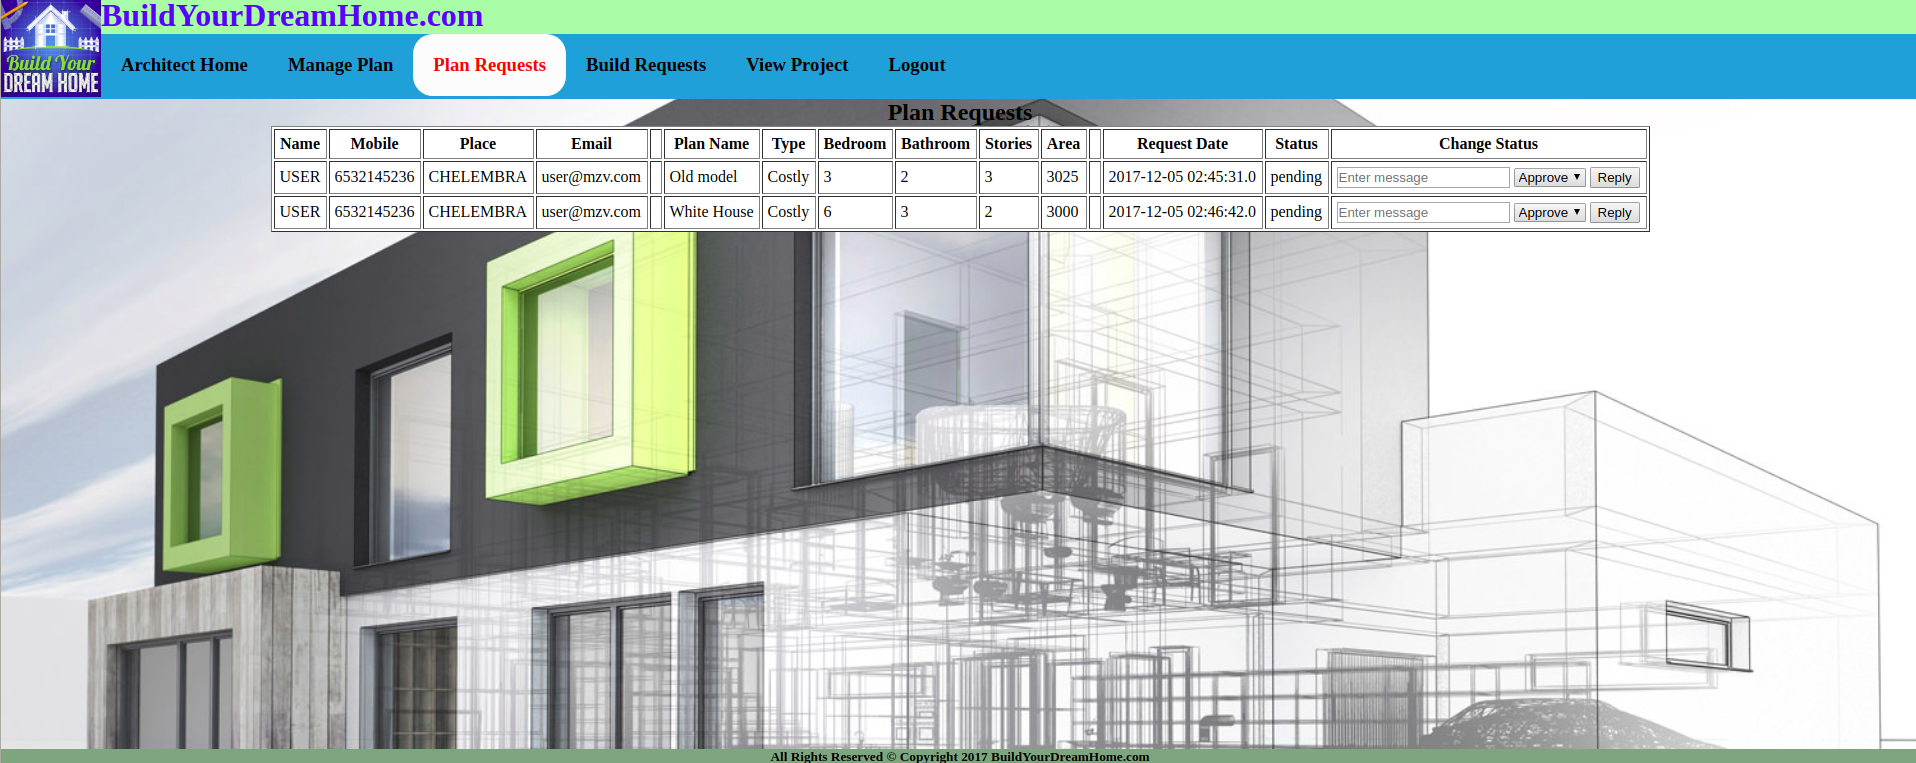 BuildYourDreamHome.com
Build Your
DREAM HOME
Architect Home Manage Plan Plan Requests Build Requests View Project Logout
Plan Requests
Name Mobile Place Email Plan Name Type Bedroom Bathroom Stories Area Request Date Status Change Status
USER 6532145236 CHELEMBRA user@mzv.com Old model Costly 3 2 3 3025 2017-12-05 02:45:31.0 pending Enter message Approve Reply
USER 6532145236 CHELEMBRA user@mzv.com White House Costly 6 3 2 3000 2017-12-05 02:46:42.0 pending Enter message Approve Reply
All Rights Reserved © Copyright 2017 BuildYourDreamHome.com